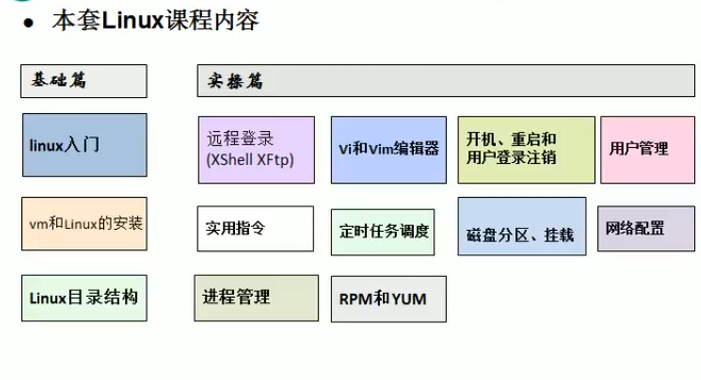 ● 本套Linux课程内容
基础篇
实操篇
linux入门
远程登录
(XShell XFtp)
Vi和Vim编辑器
开机、重启和
用户登录注销
用户管理
vm和Linux的安装
实用指令
定时任务调度
磁盘分区、挂载
网络配置
Linux目录结构
进程管理
RPM和YUM